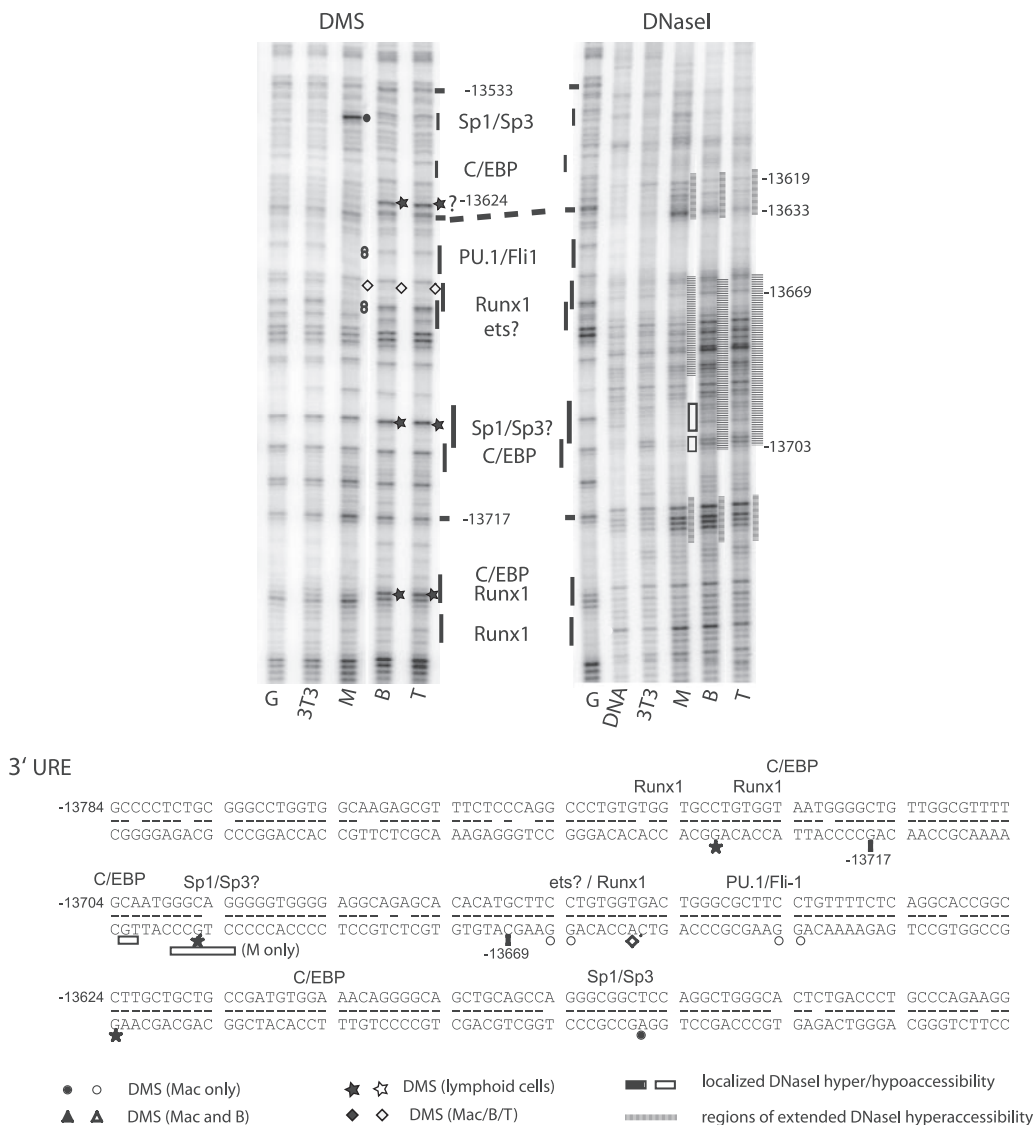 DMS
DNaseI
-13533
Sp1/Sp3
C/EBP
? -13624
PU.1/Fli1
Runx1
ets?
Sp1/Sp3?
C/EBP
-13717
C/EBP
Runx1
Runx1
-13619
-13633
-13669
-13703
G 3T3 M B T
G DNA 3T3 M B T
3' URE
C/EBP
Runx1 Runx1
-13784 GCCCCTCTGC GGGCCTGGTG GCAAGAGCGT TTCTCCCAGG CCCTGTGTGG TGCCTGTGGT AATGGGGCTG TTGGCGTTTT
CGGGGAGACG CCCGGACCAC CGTTCTCGCA AAGAGGGTCC GGGACACACC ACGGACACCA TTACCCCGAC AACCGCAAAA
-13717
C/EBP Sp1/Sp3? ets? / Runx1 PU.1/Fli-1
-13704 GCAATGGGCA GGGGGTGGGG AGGCAGAGCA CACATGCTTC CTGTGGTGAC TGGGCGCTTC CTGTTTTCTC AGGCACCGGC
CGTTACCCGT CCCCCACCCC TCCGTCTCGT GTGTACGAAG GACACCACTG ACCCGCGAAG GACAAAAGAG TCCGTGGCCG
(M only)
-13669
C/EBP Sp1/Sp3
-13624 CTTGCTGCTG CCGATGTGGA AACAGGGGCA GCTGCAGCCA GGGCGGCTCC AGGCTGGGCA CTCTGACCCT GCCCAGAAGG
GAACGACGAC GGCTACACCT TTGTCCCCGT CGACGTCGGT CCCGCCGAGG TCCGACCCGT GAGACTGGGA CGGGTCTTCC
DMS (Mac only) DMS (lymphoid cells) localized DNaseI hyper/hypoaccessibility
DMS (Mac and B) DMS (Mac/B/T) regions of extended DNaseI hyperaccessibility